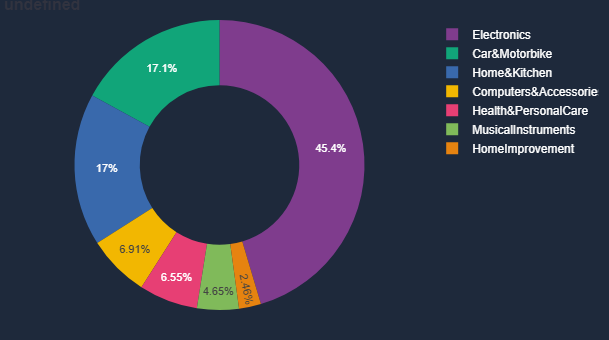 undefined
Electronics
Car&Motorbike
Home&Kitchen
Computers&Accessorie
Health&PersonalCare
MusicalInstruments
HomeImprovement
17.1%
45.4%
17%
6.91%
6.55%
4.65%
2.46%